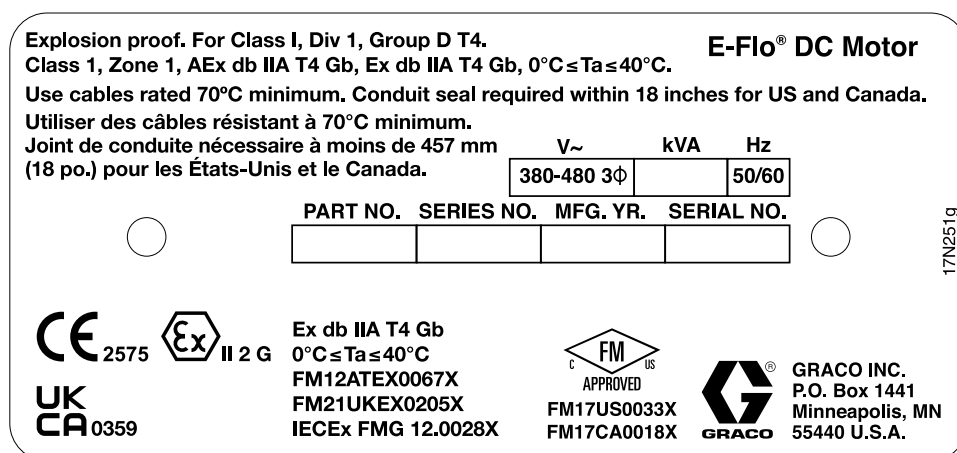 Explosion proof. For Class I, Div 1, Group D T4.
E-Flo® DC Motor
Class 1, Zone 1, AEx db IIA T4 Gb, Ex db IIA T4 Gb, 0°C≤Ta≤40°C.
Use cables rated 70ºC minimum. Conduit seal required within 18 inches for US and Canada.
Utiliser des câbles résistant à 70°C minimum.
Joint de conduite nécessaire à moins de 457 mm
(18 po.) pour les États-Unis et le Canada.
V~ kVA Hz
380-480 3Φ 50/60
PART NO. SERIES NO. MFG. YR. SERIAL NO.
17N251g
CE 2575 Ex II 2 G
UK
CA 0359
Ex db IIA T4 Gb
0°C≤Ta≤40°C
FM12ATEX0067X
FM21UKEX0205X
IECEx FMG 12.0028X
FM
C US
APPROVED
FM17US0033X
FM17CA0018X
®
GRACO
GRACO INC.
P.O. Box 1441
Minneapolis, MN
55440 U.S.A.